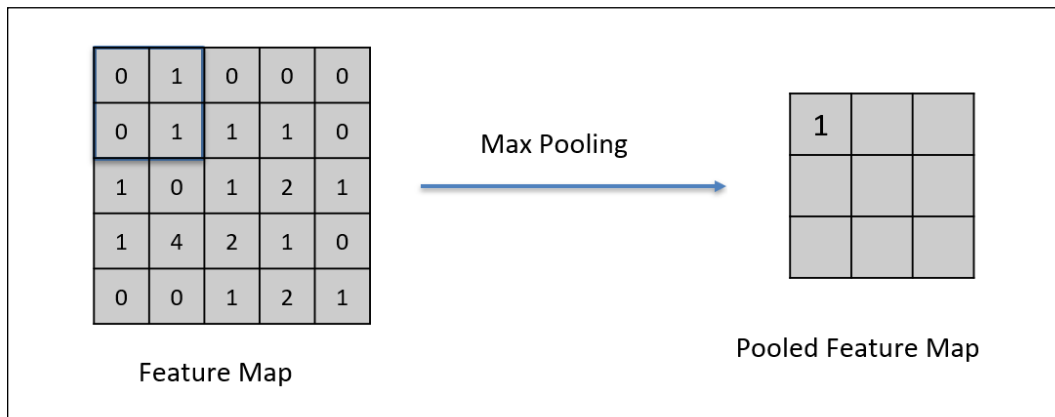 0 1 0 0 0
0 1 1 1 0
1 0 1 2 1
1 4 2 1 0
0 0 1 2 1
Feature Map
Max Pooling
1
Pooled Feature Map